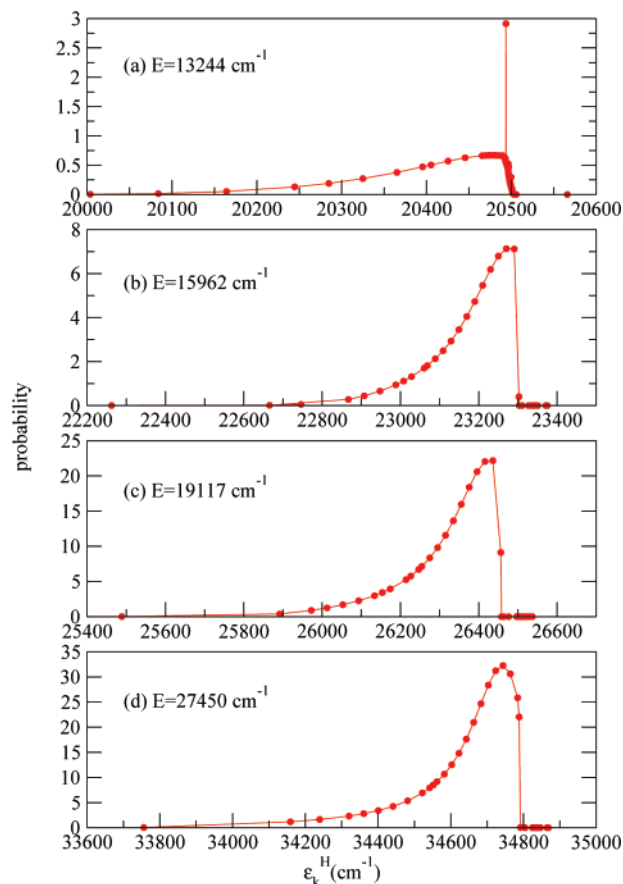 3
2.5
2
(a) E=13244 cm⁻¹
1.5
1
0.5
0
20000 20100 20200 20300 20400 20500 20600
8
6
(b) E=15962 cm⁻¹
4
2
0
22200 22400 22600 22800 23000 23200 23400
probability
25
20
(c) E=19117 cm⁻¹
15
10
5
0
25400 25600 25800 26000 26200 26400 26600
35
30
(d) E=27450 cm⁻¹
25
20
15
10
5
0
33600 33800 34000 34200 34400 34600 34800 35000
εₖᴴ(cm⁻¹)